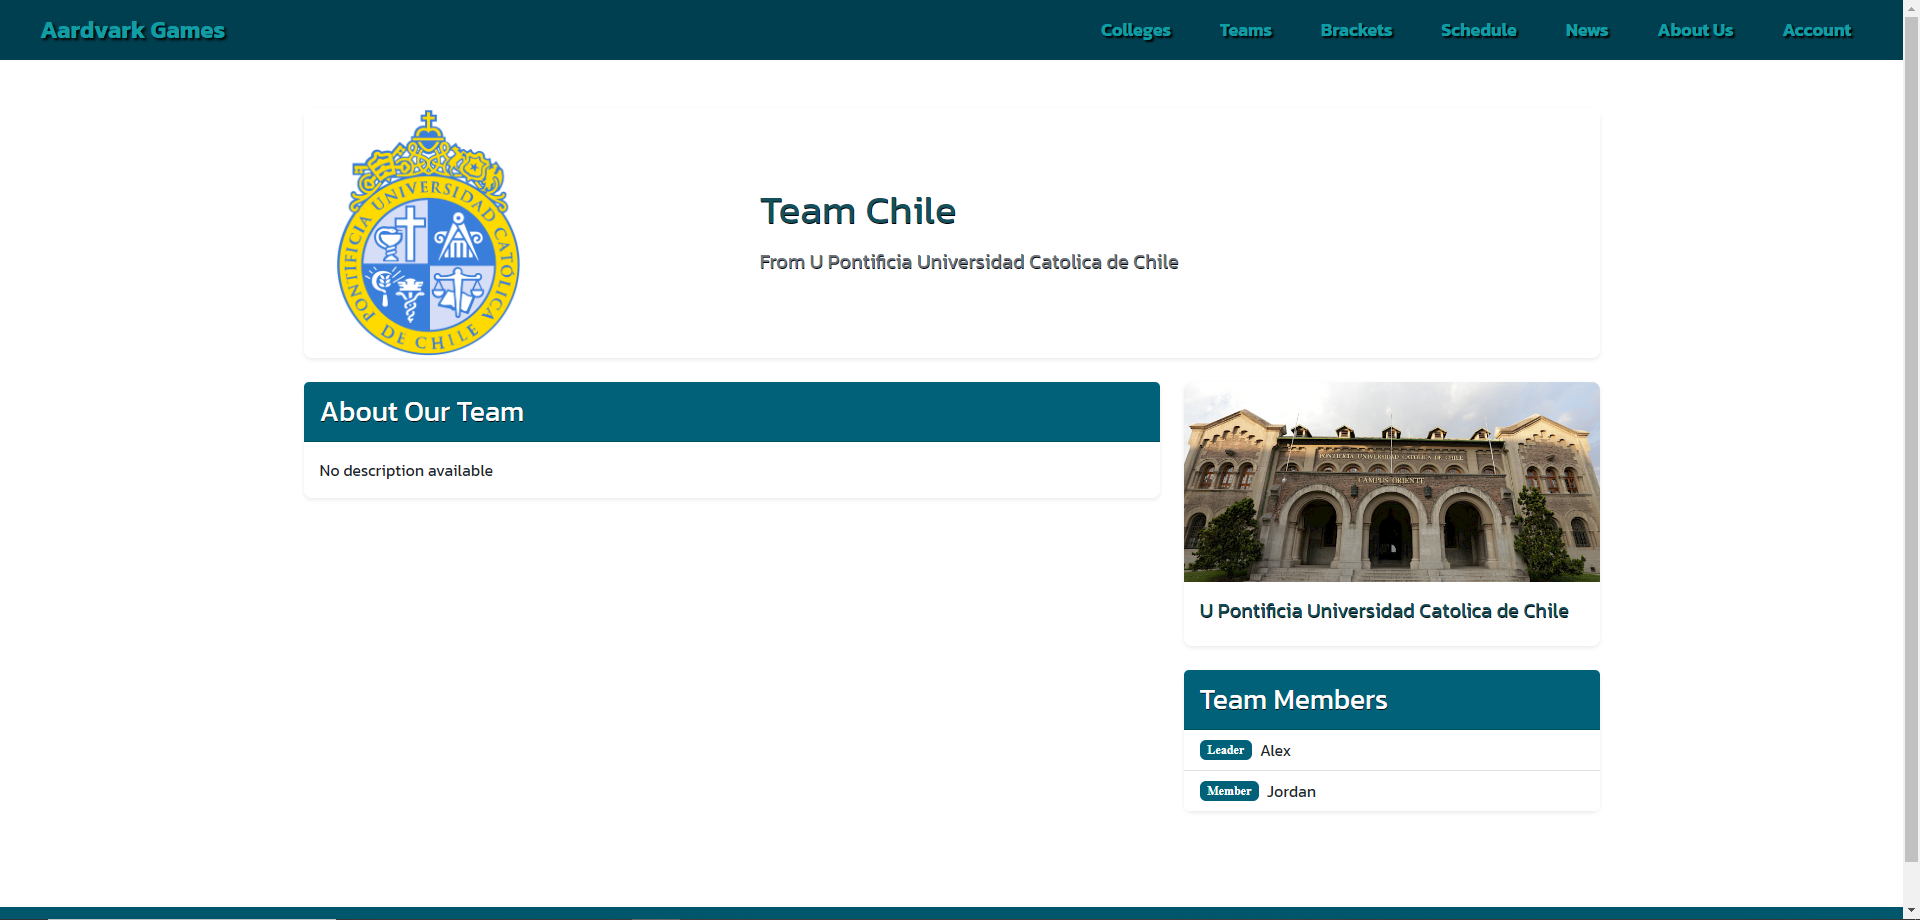 Aardvark Games
Colleges
Teams
Brackets
Schedule
News
About Us
Account
PONTIFICIA UNIVERSIDAD CATÓLICA
DE CHILE
Team Chile
From U Pontificia Universidad Catolica de Chile
About Our Team
No description available
PONTIFICIA UNIVERSIDAD CATOLICA DE CHILE
CAMPUS ORIENTE
U Pontificia Universidad Catolica de Chile
Team Members
Leader Alex
Member Jordan